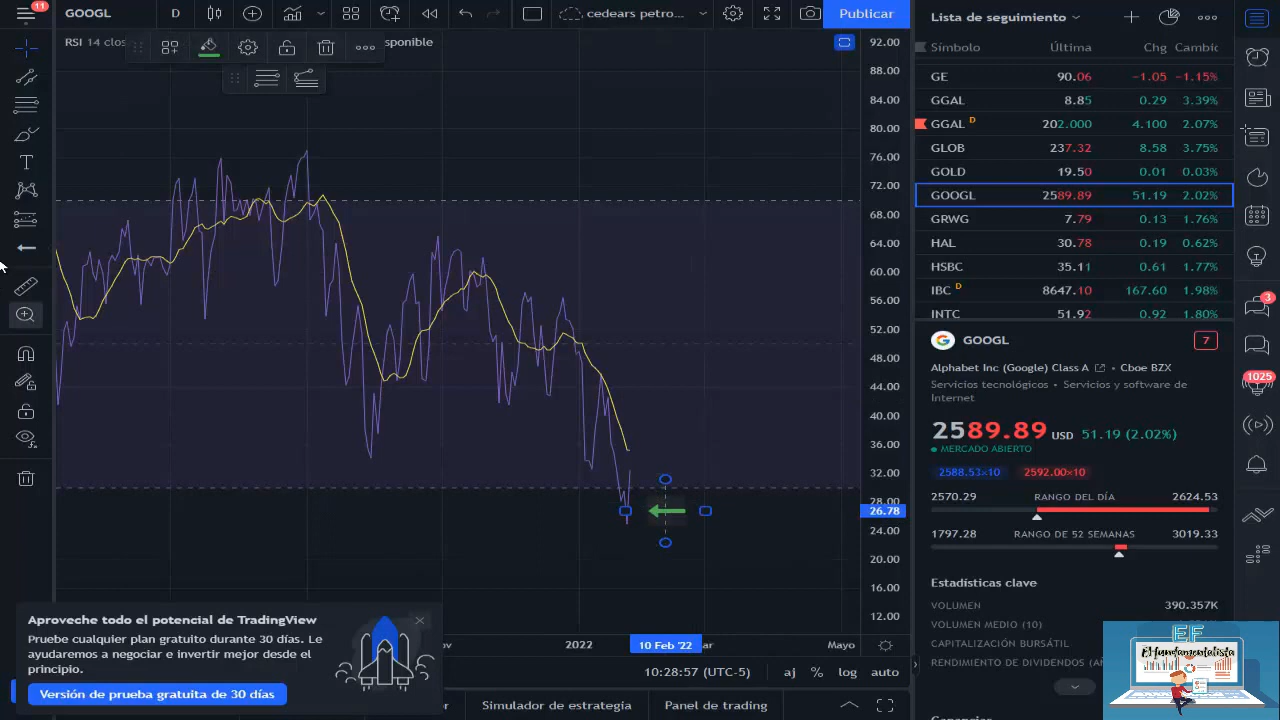 11
GOOGL
D
cedears petro...
Publicar
RSI 14 clos
sponible
92.00
88.00
84.00
80.00
76.00
72.00
68.00
64.00
60.00
56.00
52.00
48.00
44.00
40.00
36.00
32.00
28.00
26.78
24.00
20.00
16.00
12.00
ov
2022
10 Feb '22
ar
Mayo
10:28:57 (UTC-5)
aj
%
log
auto
Simulador de estrategia
Panel de trading
Aproveche todo el potencial de TradingView
Pruebe cualquier plan gratuito durante 30 días. Le
ayudaremos a negociar e invertir mejor desde el
principio.
Versión de prueba gratuita de 30 días
Lista de seguimiento
Símbolo Última Chg Cambic
GE 90.06 −1.05 −1.15%
GGAL 8.85 0.29 3.39%
GGAL D 202.000 4.100 2.07%
GLOB 237.32 8.58 3.75%
GOLD 19.50 0.01 0.03%
GOOGL 2589.89 51.19 2.02%
GRWG 7.79 0.13 1.76%
HAL 30.78 0.19 0.62%
HSBC 35.11 0.61 1.77%
IBC D 8647.10 167.60 1.98%
INTC 51.92 0.92 1.80%
GOOGL
7
Alphabet Inc (Google) Class A • Cboe BZX
Servicios tecnológicos • Servicios y software de
Internet
2589.89 USD 51.19 (2.02%)
MERCADO ABIERTO
2588.53×10 2592.00×10
2570.29 RANGO DEL DÍA 2624.53
1797.28 RANGO DE 52 SEMANAS 3019.33
Estadísticas clave
VOLUMEN 390.357K
VOLUMEN MEDIO (10)
CAPITALIZACIÓN BURSÁTIL
RENDIMIENTO DE DIVIDENDOS (AÑ
3
1025
EF
El fundamentalista